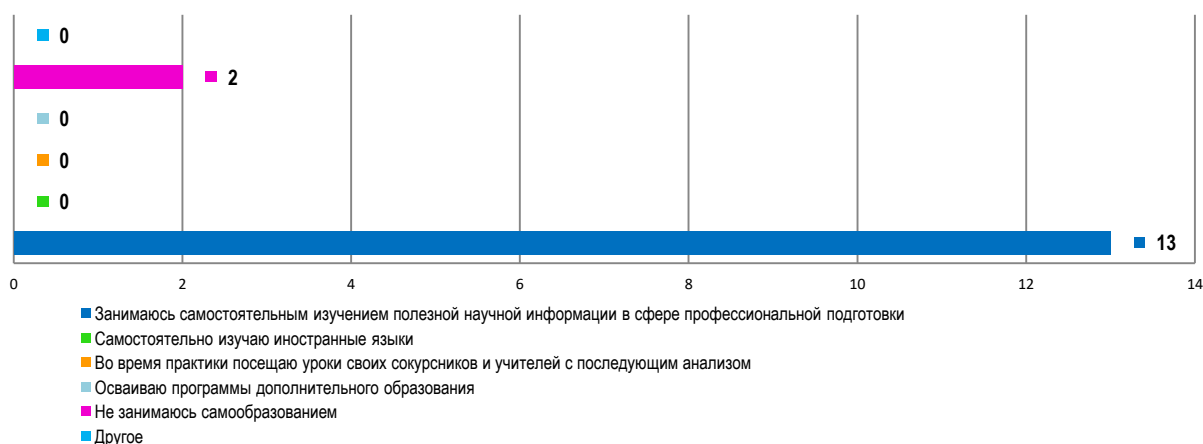 0
2
0
0
0
13
0 2 4 6 8 10 12 14
Занимаюсь самостоятельным изучением полезной научной информации в сфере профессиональной подготовки
Самостоятельно изучаю иностранные языки
Во время практики посещаю уроки своих сокурсников и учителей с последующим анализом
Осваиваю программы дополнительного образования
Не занимаюсь самообразованием
Другое